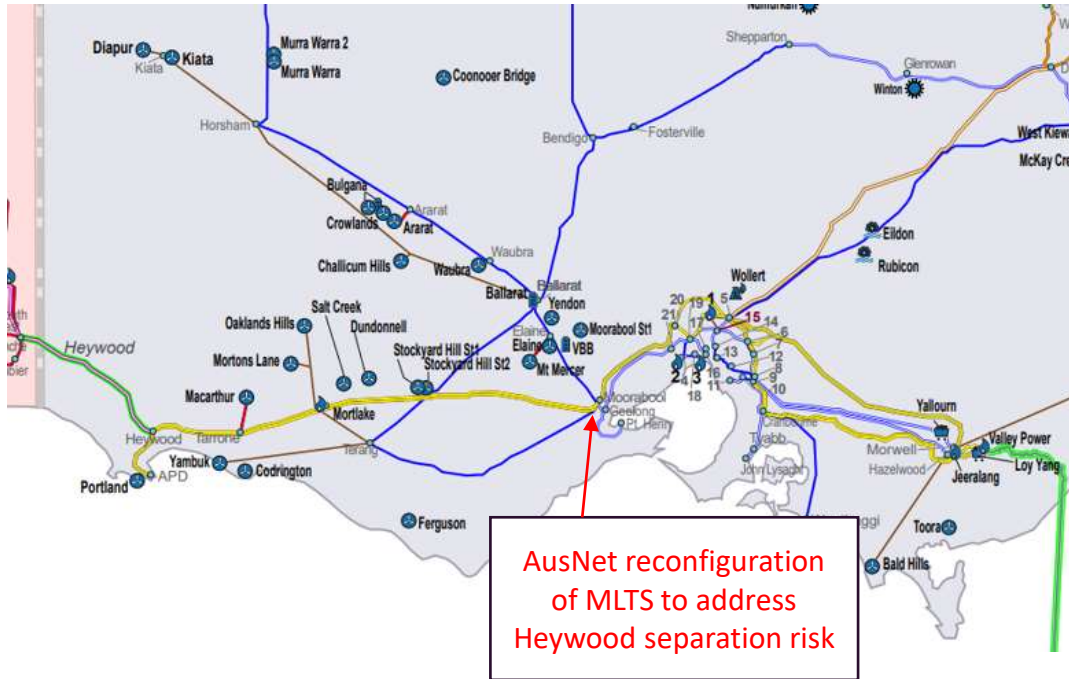 Numurkah
Shepparton
Diapur
Kiata
Kiata
Murra Warra 2
Murra Warra
Coonooer Bridge
Glenrowan
Winton
Horsham
Bendigo
Fosterville
West Kiewa
McKay Cre
Bulgana
Crowlands
Ararat
Ararat
Eildon
Rubicon
Challicum Hills
Waubra
Waubra
Wollert
Ballarat
Ballarat
Yendon
Salt Creek
Oaklands Hills
Dundonnell
Elaine
Elaine
Moorabool St1
VBB
Mt Mercer
20
19
1
5
21
17
15
14
6
7
13
12
8
9
10
2
4
3
16
11
18
Stockyard Hill St1
Stockyard Hill St2
Mortons Lane
Heywood
Macarthur
Mortlake
Moorabool
Geelong
Pt Henry
Cranbourne
Yallourn
Heywood
Tarrone
Terang
Tyabb
John Lysaght
Morwell
Hazelwood
Valley Power
Loy Yang
Jeeralang
Yambuk
Codrington
Portland
APD
Ferguson
ggi
Toora
Bald Hills
AusNet reconfiguration
of MLTS to address
Heywood separation risk